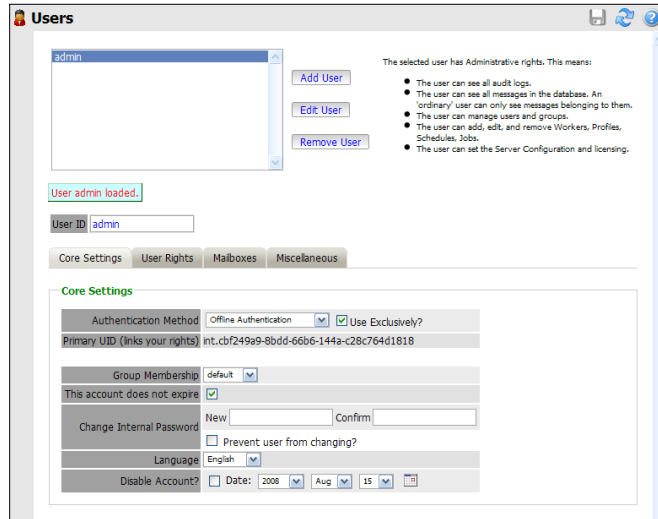 Users
admin
Add User
Edit User
Remove User
The selected user has Administrative rights. This means:
The user can see all audit logs.
The user can see all messages in the database. An
'ordinary' user can only see messages belonging to them.
The user can manage users and groups.
The user can add, edit, and remove Workers, Profiles,
Schedules, Jobs.
The user can set the Server Configuration and licensing.
User admin loaded.
User ID admin
Core Settings User Rights Mailboxes Miscellaneous
Core Settings
Authentication Method Offline Authentication Use Exclusively?
Primary UID (links your rights) int.cbf249a9-8bdd-66b6-144a-c28c764d1818
Group Membership default
This account does not expire
Change Internal Password New Confirm
Prevent user from changing?
Language English
Disable Account? Date: 2008 Aug 15